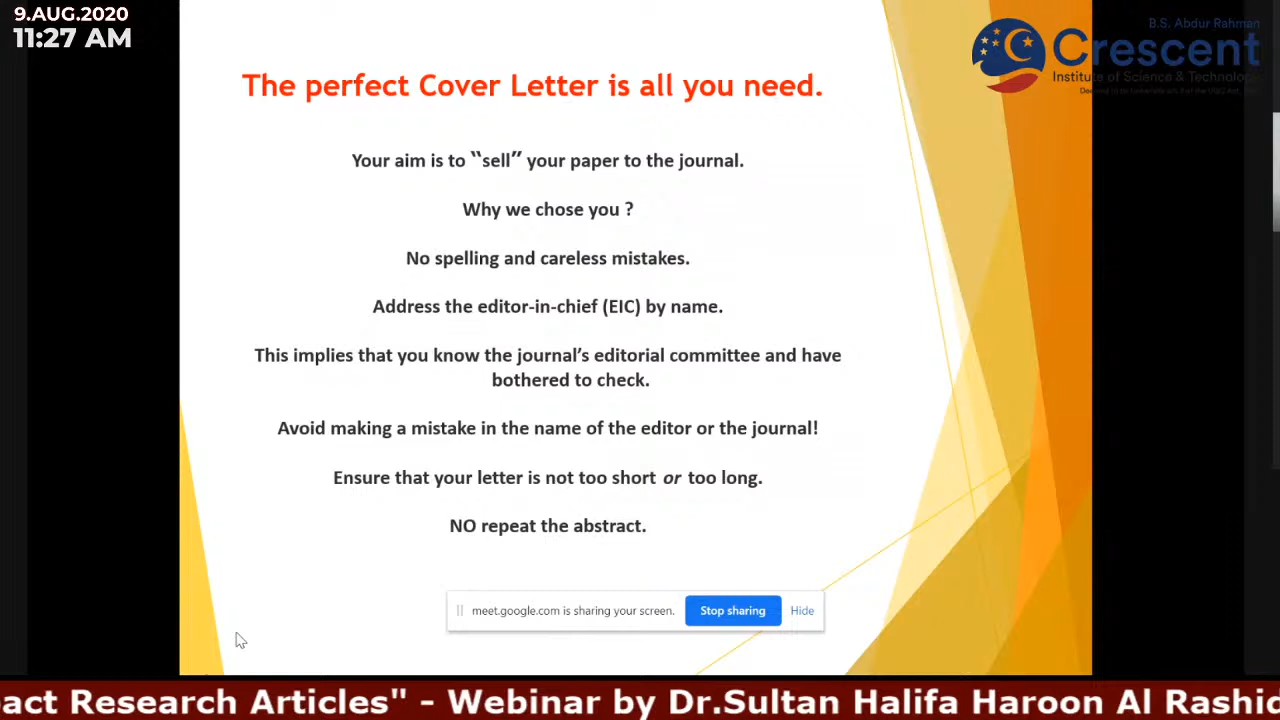 9.AUG.2020
11:27 AM
B.S. Abdur Rahman
Crescent
Institute of Science & Technology
The perfect Cover Letter is all you need.
Your aim is to “sell” your paper to the journal.
Why we chose you ?
No spelling and careless mistakes.
Address the editor-in-chief (EIC) by name.
This implies that you know the journal’s editorial committee and have
bothered to check.
Avoid making a mistake in the name of the editor or the journal!
Ensure that your letter is not too short or too long.
NO repeat the abstract.
meet.google.com is sharing your screen.
Stop sharing
Hide
pact Research Articles" - Webinar by Dr.Sultan Halifa Haroon Al Rashid